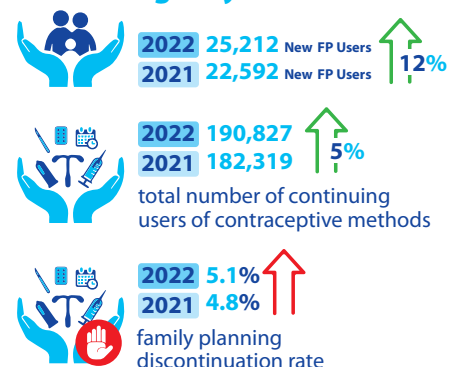 2022 25,212 New FP Users
2021 22,592 New FP Users
12%
2022 190,827
2021 182,319
5%
total number of continuing
users of contraceptive methods
2022 5.1%
2021 4.8%
family planning
discontinuation rate